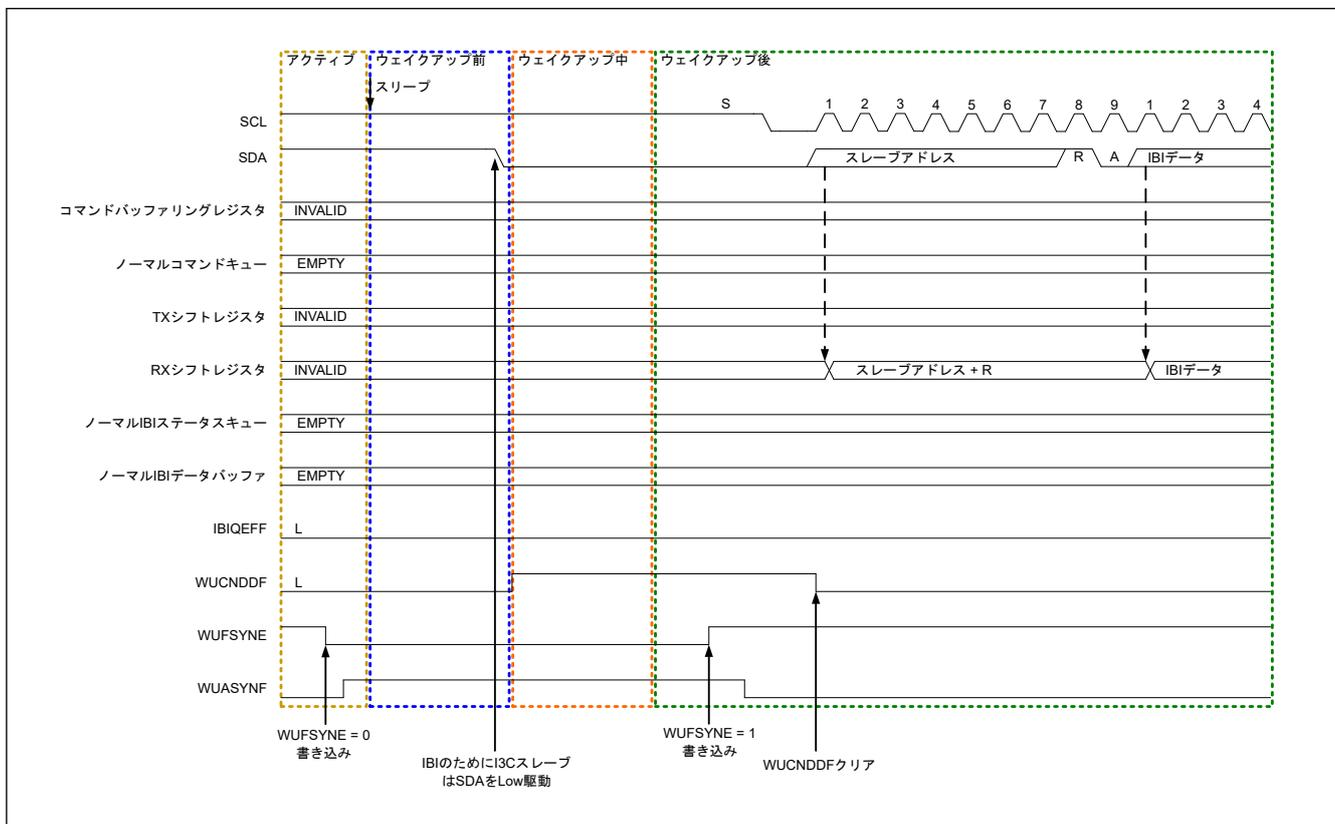 アクティブ
ウェイクアップ前
ウェイクアップ中
ウェイクアップ後
スリープ
SCL
S
1 2 3 4 5 6 7 8 9 1 2 3 4
SDA
スレーブアドレス
R
A
IBIデータ
コマンドバッファリングレジスタ
INVALID
ノーマルコマンドキュー
EMPTY
TXシフトレジスタ
INVALID
RXシフトレジスタ
INVALID
スレーブアドレス + R
IBIデータ
ノーマルIBIステータスキュー
EMPTY
ノーマルIBIデータバッファ
EMPTY
IBIQEFF
L
WUCNDDF
L
WUFSYNE
WUASYNF
WUFSYNE = 0
書き込み
IBIのためにI3Cスレーブ
はSDAをLow駆動
WUFSYNE = 1
書き込み
WUCNDDFクリア